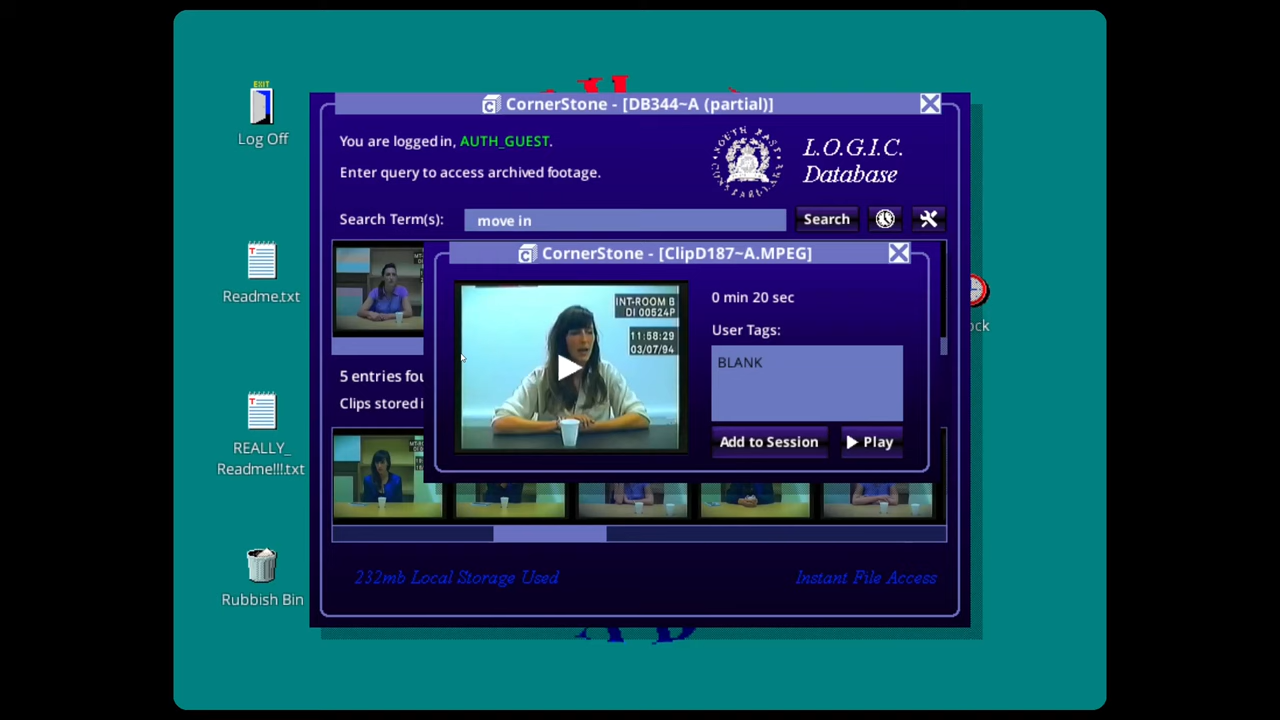 EXIT
Log Off
Readme.txt
REALLY_
Readme!!!.txt
Rubbish Bin
CornerStone - [DB344~A (partial)]
You are logged in, AUTH_GUEST.
Enter query to access archived footage.
L.O.G.I.C.
Database
Search Term(s):
move in
Search
CornerStone - [ClipD187~A.MPEG]
INT-ROOM B
DI 00524P
11:58:29
03/07/94
0 min 20 sec
User Tags:
BLANK
Add to Session
Play
5 entries fou
Clips stored i
232mb Local Storage Used
Instant File Access
ock